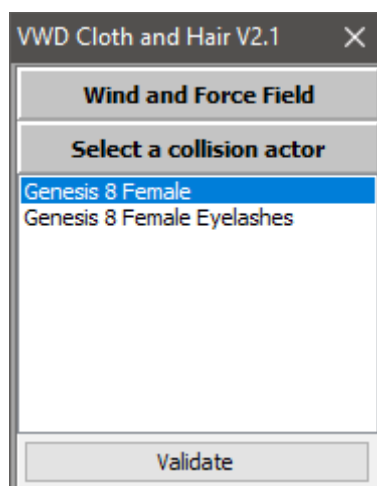 VWD Cloth and Hair V2.1
Wind and Force Field
Select a collision actor
Genesis 8 Female
Genesis 8 Female Eyelashes
Validate